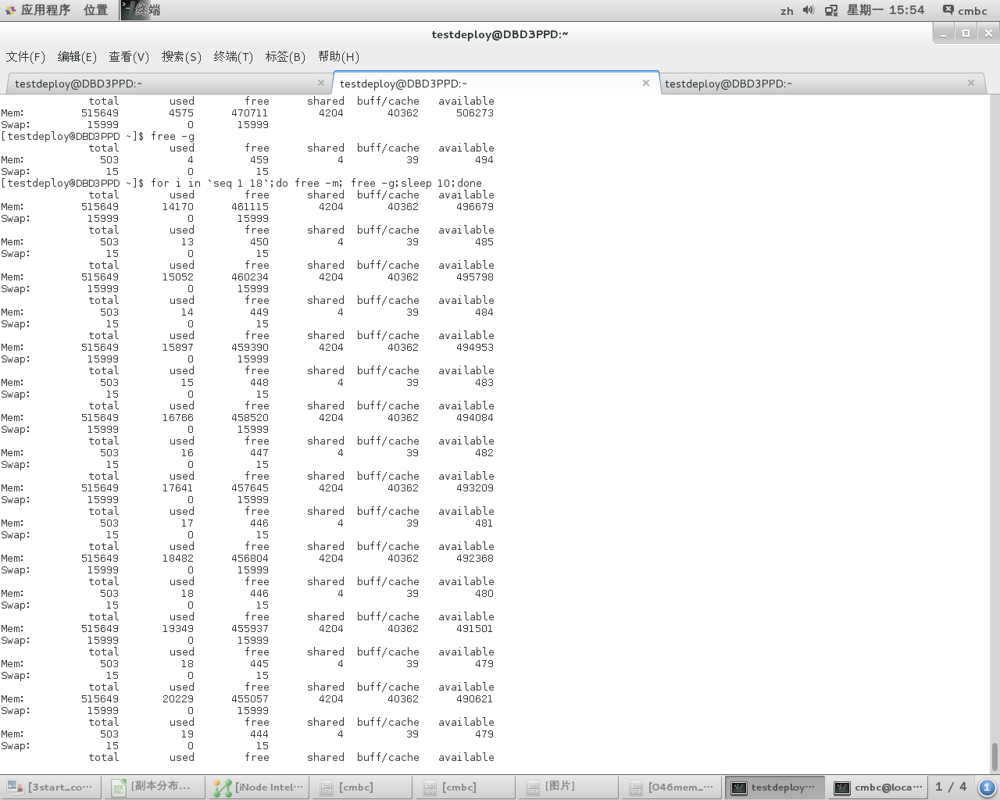 应用程序 位置 终端 zh 星期一 15:54 cmbc
testdeploy@DBD3PPD:~
文件(F) 编辑(E) 查看(V) 搜索(S) 终端(T) 标签(B) 帮助(H)
testdeploy@DBD3PPD:~ testdeploy@DBD3PPD:~ testdeploy@DBD3PPD:~
total used free shared buff/cache available
Mem: 515649 4575 470711 4204 40362 506273
Swap: 15999 0 15999
[testdeploy@DBD3PPD ~]$ free -g
total used free shared buff/cache available
Mem: 503 4 459 4 39 494
Swap: 15 0 15
[testdeploy@DBD3PPD ~]$ for i in `seq 1 18`;do free -m; free -g;sleep 10;done
total used free shared buff/cache available
Mem: 515649 14170 461115 4204 40362 496679
Swap: 15999 0 15999
total used free shared buff/cache available
Mem: 503 13 450 4 39 485
Swap: 15 0 15
total used free shared buff/cache available
Mem: 515649 15052 460234 4204 40362 495798
Swap: 15999 0 15999
total used free shared buff/cache available
Mem: 503 14 449 4 39 484
Swap: 15 0 15
total used free shared buff/cache available
Mem: 515649 15897 459390 4204 40362 494953
Swap: 15999 0 15999
total used free shared buff/cache available
Mem: 503 15 448 4 39 483
Swap: 15 0 15
total used free shared buff/cache available
Mem: 515649 16766 458520 4204 40362 494084
Swap: 15999 0 15999
total used free shared buff/cache available
Mem: 503 16 447 4 39 482
Swap: 15 0 15
total used free shared buff/cache available
Mem: 515649 17641 457645 4204 40362 493209
Swap: 15999 0 15999
total used free shared buff/cache available
Mem: 503 17 446 4 39 481
Swap: 15 0 15
total used free shared buff/cache available
Mem: 515649 18482 456804 4204 40362 492368
Swap: 15999 0 15999
total used free shared buff/cache available
Mem: 503 18 446 4 39 480
Swap: 15 0 15
total used free shared buff/cache available
Mem: 515649 19349 455937 4204 40362 491501
Swap: 15999 0 15999
total used free shared buff/cache available
Mem: 503 18 445 4 39 479
Swap: 15 0 15
total used free shared buff/cache available
Mem: 515649 20229 455057 4204 40362 490621
Swap: 15999 0 15999
total used free shared buff/cache available
Mem: 503 19 444 4 39 479
Swap: 15 0 15
total used free shared buff/cache available
[3start_co… [副本分布… [iNode Intel… [cmbc] [cmbc] [图片] [046mem_… testdeploy… cmbc@loca… 1 / 4 1